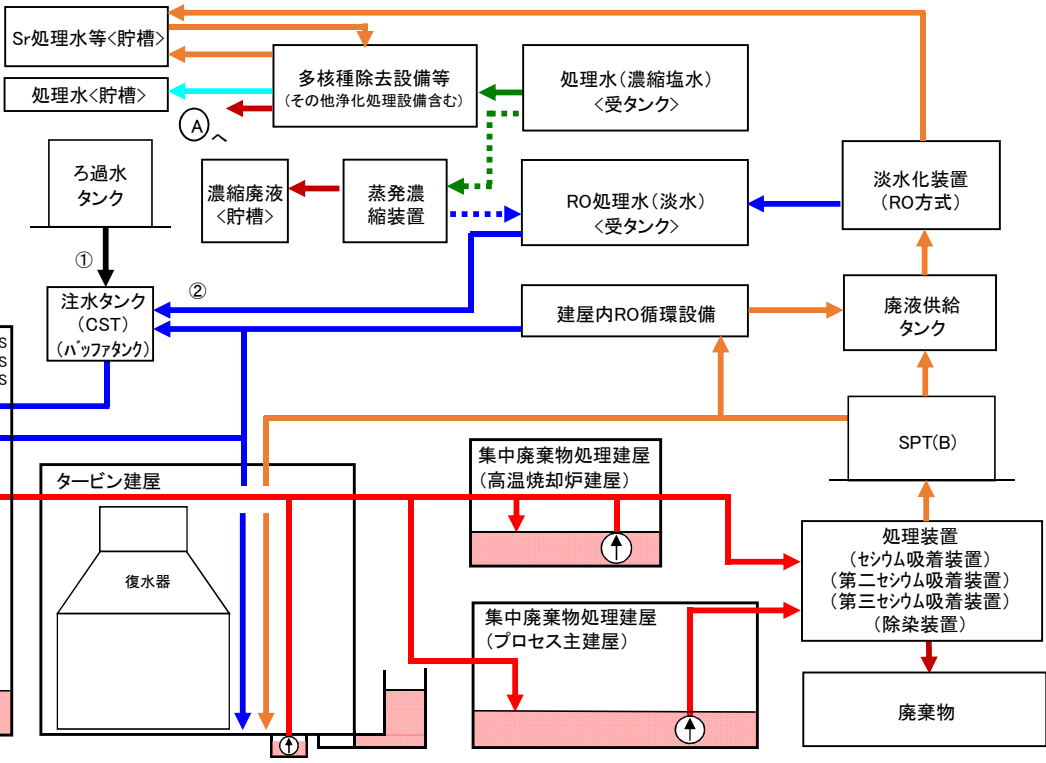 Sr処理水等<貯槽>
処理水<貯槽>
多核種除去設備等
(その他浄化処理設備含む)
処理水(濃縮塩水)
<受タンク>
Aへ
ろ過水
タンク
濃縮廃液
<貯槽>
蒸発濃
縮装置
RO処理水(淡水)
<受タンク>
淡水化装置
(RO方式)
①
②
注水タンク
(CST)
(バッファタンク)
建屋内RO循環設備
廃液供給
タンク
S
S
S
SPT(B)
タービン建屋
復水器
集中廃棄物処理建屋
(高温焼却炉建屋)
集中廃棄物処理建屋
(プロセス主建屋)
処理装置
(セシウム吸着装置)
(第二セシウム吸着装置)
(第三セシウム吸着装置)
(除染装置)
廃棄物